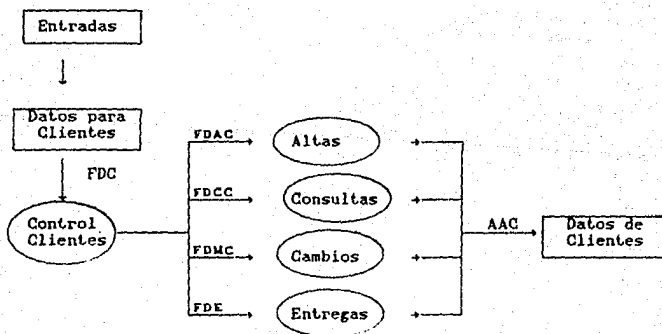 Entradas
Datos para
Clientes
FDC
Control
Clientes
FDAC
Altas
FDCC
Consultas
FDMC
Cambios
FDE
Entregas
AAC
Datos de
Clientes